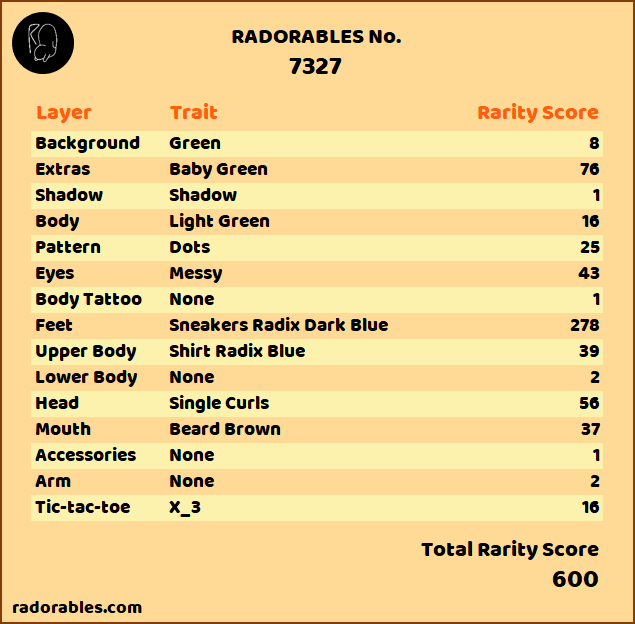 RADORABLES No.
7327
Layer Trait Rarity Score
Background Green 8
Extras Baby Green 76
Shadow Shadow 1
Body Light Green 16
Pattern Dots 25
Eyes Messy 43
Body Tattoo None 1
Feet Sneakers Radix Dark Blue 278
Upper Body Shirt Radix Blue 39
Lower Body None 2
Head Single Curls 56
Mouth Beard Brown 37
Accessories None 1
Arm None 2
Tic-tac-toe X_3 16
Total Rarity Score
600
radorables.com